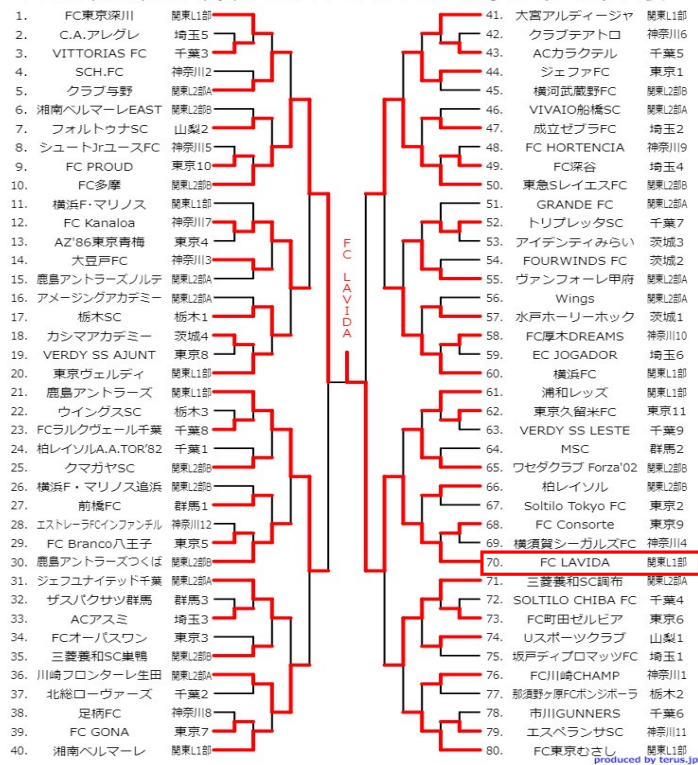 1. FC東京深川 関東L1部
2. C.A.アレグレ 埼玉5
3. VITTORIAS FC 千葉3
4. SCH.FC 神奈川2
5. クラブ与野 関東L2部A
6. 湘南ベルマーレEAST 関東L2部B
7. フォルトゥナSC 山梨2
8. シュートJrユースFC 神奈川5
9. FC PROUD 東京10
10. FC多摩 関東L2部B
11. 横浜F・マリノス 関東L1部
12. FC Kanaloa 神奈川7
13. AZ'86東京青梅 東京4
14. 大豆戸FC 神奈川3
15. 鹿島アントラーズノルテ 関東L2部A
16. アメージングアカデミー 関東L2部A
17. 栃木SC 栃木1
18. カシマアカデミー 茨城4
19. VERDY SS AJUNT 東京8
20. 東京ヴェルディ 関東L1部
21. 鹿島アントラーズ 関東L1部
22. ウイングスSC 栃木3
23. FCラルクヴェール千葉 千葉8
24. 柏レイソルA.A.TOR'82 千葉1
25. クマガヤSC 関東L2部B
26. 横浜F・マリノス追浜 関東L2部B
27. 前橋FC 群馬1
28. エストレーラFCインファンチル 神奈川12
29. FC Branco八王子 東京5
30. 鹿島アントラーズつくば 関東L2部B
31. ジェフユナイテッド千葉 関東L2部A
32. ザスパクサツ群馬 群馬3
33. ACアスミ 埼玉3
34. FCオーパスワン 東京3
35. 三菱養和SC巣鴨 関東L2部B
36. 川崎フロンターレ生田 関東L2部A
37. 北総ローヴァーズ 千葉2
38. 足柄FC 神奈川8
39. FC GONA 東京7
40. 湘南ベルマーレ 関東L1部
FC LAVIDA
41. 大宮アルディージャ 関東L1部
42. クラブテアトロ 神奈川6
43. ACカラクテル 千葉5
44. ジェファFC 東京1
45. 横河武蔵野FC 関東L2部B
46. VIVAIO船橋SC 関東L2部A
47. 成立ゼブラFC 埼玉2
48. FC HORTENCIA 神奈川9
49. FC深谷 埼玉4
50. 東急SレイエスFC 関東L2部B
51. GRANDE FC 関東L2部A
52. トリプレッタSC 千葉7
53. アイデンティみらい 茨城3
54. FOURWINDS FC 茨城2
55. ヴァンフォーレ甲府 関東L2部A
56. Wings 関東L2部A
57. 水戸ホーリーホック 茨城1
58. FC厚木DREAMS 神奈川10
59. EC JOGADOR 埼玉6
60. 横浜FC 関東L1部
61. 浦和レッズ 関東L1部
62. 東京久留米FC 東京11
63. VERDY SS LESTE 千葉9
64. MSC 群馬2
65. ワセダクラブ Forza'02 関東L2部B
66. 柏レイソル 関東L2部B
67. Soltilo Tokyo FC 東京2
68. FC Consorte 東京9
69. 横須賀シーガルズFC 神奈川4
70. FC LAVIDA 関東L1部
71. 三菱養和SC調布 関東L2部A
72. SOLTILO CHIBA FC 千葉4
73. FC町田ゼルビア 東京6
74. Uスポーツクラブ 山梨1
75. 坂戸ディプロマッツFC 埼玉1
76. FC川崎CHAMP 神奈川1
77. 那須野ヶ原FCボンジボーラ 栃木2
78. 市川GUNNERS 千葉6
79. エスペランサSC 神奈川11
80. FC東京むさし 関東L1部
produced by terus.jp